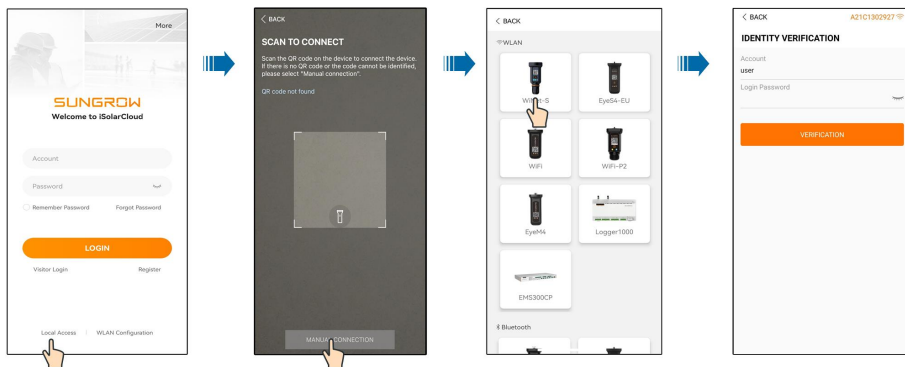 More
SUNGROW
Welcome to iSolarCloud
Account
Password
Remember Password Forgot Password
LOGIN
Visitor Login Register
Local Access WLAN Configuration
BACK
SCAN TO CONNECT
Scan the QR code on the device to connect the device.
If there is no QR code or the code cannot be identified,
please select "Manual connection".
QR code not found
MANUAL CONNECTION
BACK
WLAN
WiNet-S EyeS4-EU
WiFi WiFi-P2
EyeM4 Logger1000
EMS300CP
Bluetooth
BACK A21C1302927
IDENTITY VERIFICATION
Account
user
Login Password
VERIFICATION